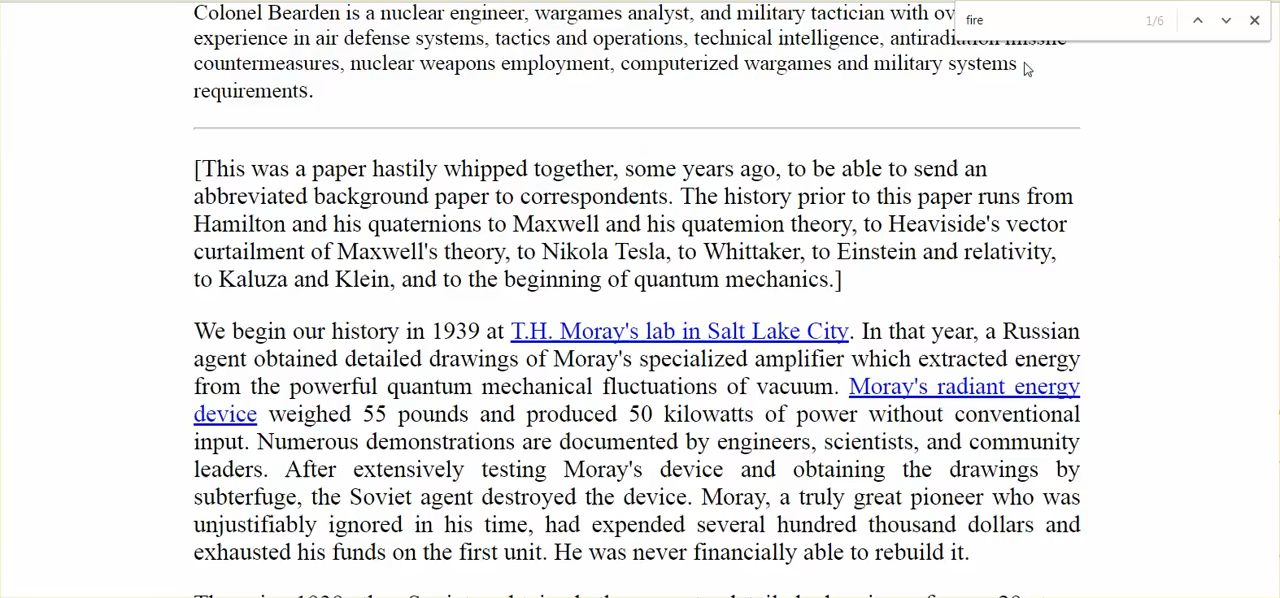 Colonel Bearden is a nuclear engineer, wargames analyst, and military tactician with
fire 1/6
experience in air defense systems, tactics and operations, technical intelligence, antiradiation missile
countermeasures, nuclear weapons employment, computerized wargames and military systems
requirements.
[This was a paper hastily whipped together, some years ago, to be able to send an
abbreviated background paper to correspondents. The history prior to this paper runs from
Hamilton and his quaternions to Maxwell and his quatemion theory, to Heaviside's vector
curtailment of Maxwell's theory, to Nikola Tesla, to Whittaker, to Einstein and relativity,
to Kaluza and Klein, and to the beginning of quantum mechanics.]
We begin our history in 1939 at T.H. Moray's lab in Salt Lake City. In that year, a Russian
agent obtained detailed drawings of Moray's specialized amplifier which extracted energy
from the powerful quantum mechanical fluctuations of vacuum. Moray's radiant energy
device weighed 55 pounds and produced 50 kilowatts of power without conventional
input. Numerous demonstrations are documented by engineers, scientists, and community
leaders. After extensively testing Moray's device and obtaining the drawings by
subterfuge, the Soviet agent destroyed the device. Moray, a truly great pioneer who was
unjustifiably ignored in his time, had expended several hundred thousand dollars and
exhausted his funds on the first unit. He was never financially able to rebuild it.